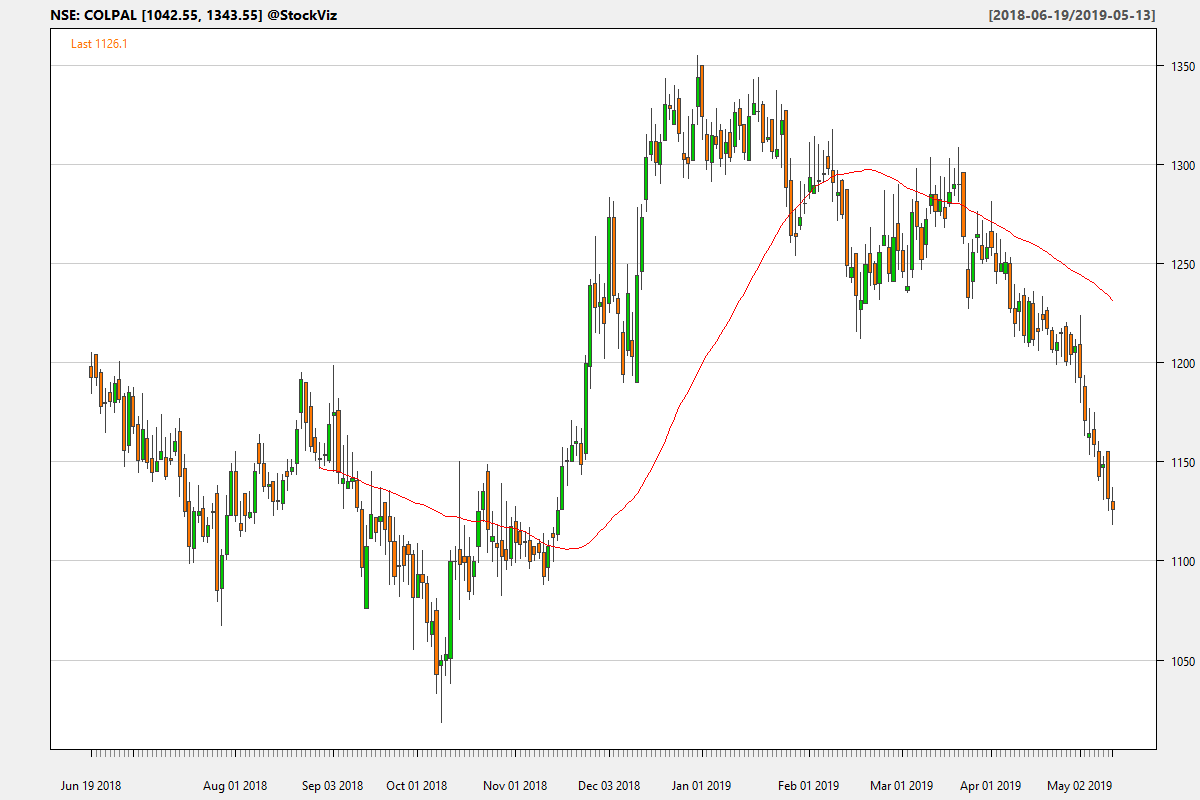 NSE: COLPAL [1042.55, 1343.55] @StockViz [2018-06-19/2019-05-13]
Last 1126.1
1350
1300
1250
1200
1150
1100
1050
Jun 19 2018 Aug 01 2018 Sep 03 2018 Oct 01 2018 Nov 01 2018 Dec 03 2018 Jan 01 2019 Feb 01 2019 Mar 01 2019 Apr 01 2019 May 02 2019